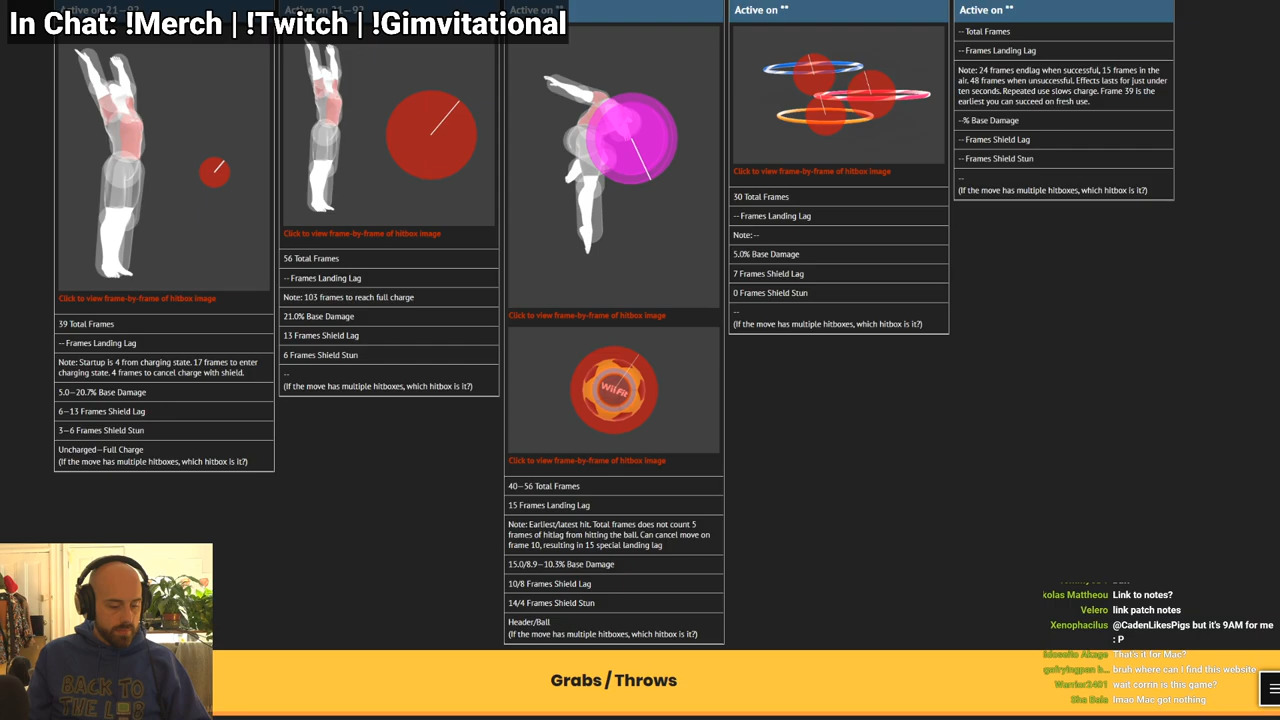 In Chat: !Merch | !Twitch | !Gimvitational
Active on 21—92
Active on 21—92
Active on **
Active on **
Click to view frame-by-frame of hitbox image
39 Total Frames
-- Frames Landing Lag
Note: Startup is 4 from charging state. 17 frames to enter
charging state. 4 frames to cancel charge with shield.
5.0—20.7% Base Damage
6—13 Frames Shield Lag
3—6 Frames Shield Stun
Uncharged—Full Charge
(If the move has multiple hitboxes, which hitbox is it?)
Click to view frame-by-frame of hitbox image
56 Total Frames
-- Frames Landing Lag
Note: 103 frames to reach full charge
21.0% Base Damage
13 Frames Shield Lag
6 Frames Shield Stun
--
(If the move has multiple hitboxes, which hitbox is it?)
Click to view frame-by-frame of hitbox image
WiiFit
Click to view frame-by-frame of hitbox image
40—56 Total Frames
15 Frames Landing Lag
Note: Earliest/latest hit. Total frames does not count 5
frames of hitlag from hitting the ball. Can cancel move on
frame 10, resulting in 15 special landing lag
15.0/8.9—10.3% Base Damage
10/8 Frames Shield Lag
14/4 Frames Shield Stun
Header/Ball
(If the move has multiple hitboxes, which hitbox is it?)
Click to view frame-by-frame of hitbox image
30 Total Frames
-- Frames Landing Lag
Note: --
5.0% Base Damage
7 Frames Shield Lag
0 Frames Shield Stun
--
(If the move has multiple hitboxes, which hitbox is it?)
-- Total Frames
-- Frames Landing Lag
Note: 24 frames endlag when successful, 15 frames in the
air. 48 frames when unsuccessful. Effects lasts for just under
ten seconds. Repeated use slows charge. Frame 39 is the
earliest you can succeed on fresh use.
--% Base Damage
-- Frames Shield Lag
-- Frames Shield Stun
--
(If the move has multiple hitboxes, which hitbox is it?)
BACK TO
THE LAB
Grabs / Throws
kolas Mattheou Link to notes?
Velero link patch notes
Xenophacilus @CadenLikesPigs but it's 9AM for me
: P
That's it for Mac?
bruh where can I find this website
Warrior2401 wait corrin is this game?
lmao Mac got nothing